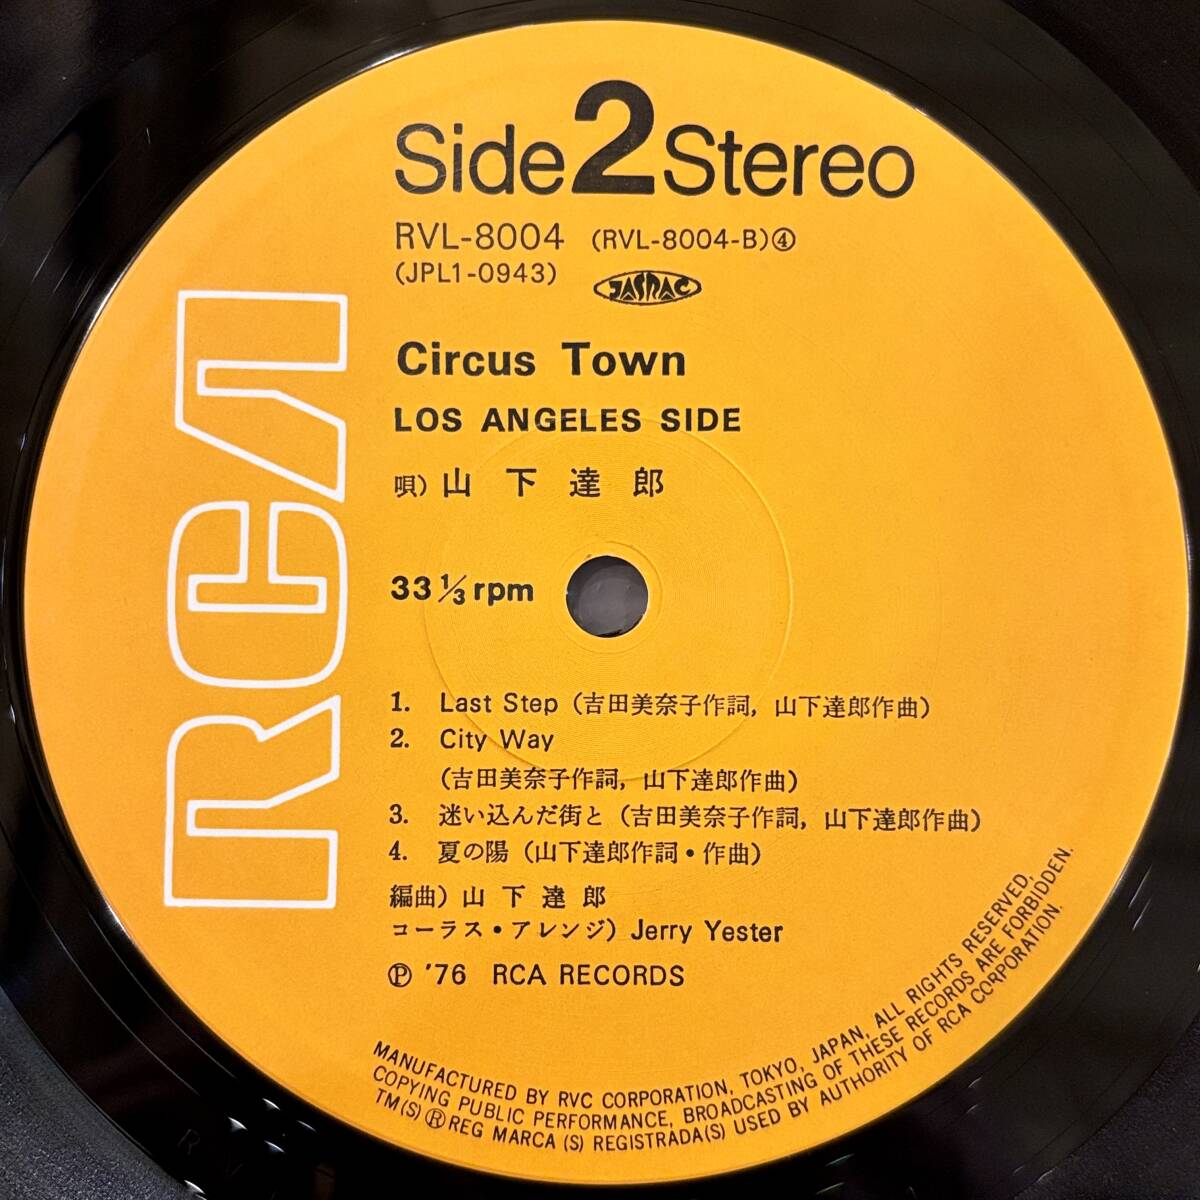 Side 2 Stereo
RVL-8004 (RVL-8004-B)④
(JPL1-0943) JASRAC
Circus Town
LOS ANGELES SIDE
唄) 山下達郎
33 ⅓ rpm
RCA
1. Last Step (吉田美奈子作詞, 山下達郎作曲)
2. City Way
(吉田美奈子作詞, 山下達郎作曲)
3. 迷い込んだ街と (吉田美奈子作詞, 山下達郎作曲)
4. 夏の陽 (山下達郎作詞・作曲)
編曲) 山下達郎
コーラス・アレンジ) Jerry Yester
Ⓟ '76 RCA RECORDS
MANUFACTURED BY RVC CORPORATION, TOKYO, JAPAN, ALL RIGHTS RESERVED,
COPYING PUBLIC PERFORMANCE, BROADCASTING OF THESE RECORDS ARE FORBIDDEN.
TM(S) ® REG MARCA (S) REGISTRADA(S) USED BY AUTHORITY OF RCA CORPORATION.